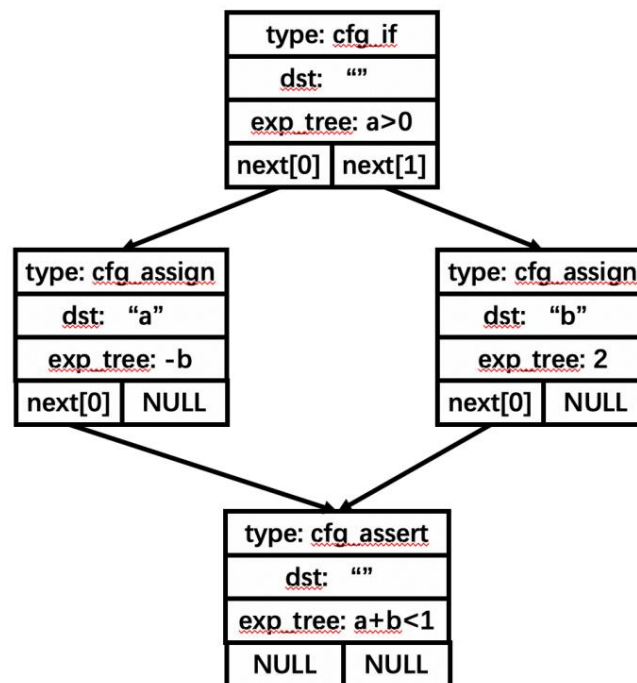 type: cfg_if
dst: “”
exp_tree: a>0
next[0] next[1]
type: cfg_assign
dst: “a”
exp_tree: -b
next[0] NULL
type: cfg_assign
dst: “b”
exp_tree: 2
next[0] NULL
type: cfg_assert
dst: “”
exp_tree: a+b<1
NULL NULL